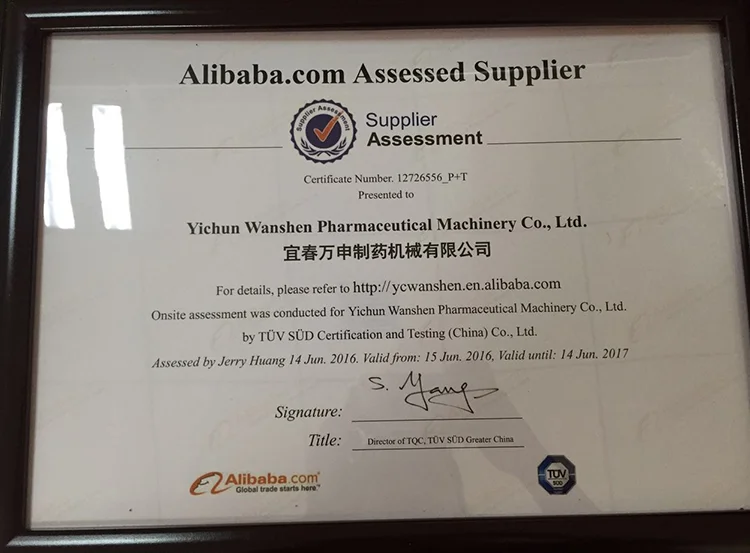 Alibaba.com Assessed Supplier
Supplier Assessment
Supplier
Assessment
Certificate Number. 12726556_P+T
Presented to
Yichun Wanshen Pharmaceutical Machinery Co., Ltd.
宜春万申制药机械有限公司
For details, please refer to http://ycwanshen.en.alibaba.com
Onsite assessment was conducted for Yichun Wanshen Pharmaceutical Machinery Co., Ltd.
by TÜV SÜD Certification and Testing (China) Co., Ltd.
Assessed by Jerry Huang 14 Jun. 2016. Valid from: 15 Jun. 2016, Valid until: 14 Jun. 2017
S. Yang
Signature:
Title: Director of TQC, TÜV SÜD Greater China
Alibaba.com®
Global trade starts here.™
TÜV
SÜD